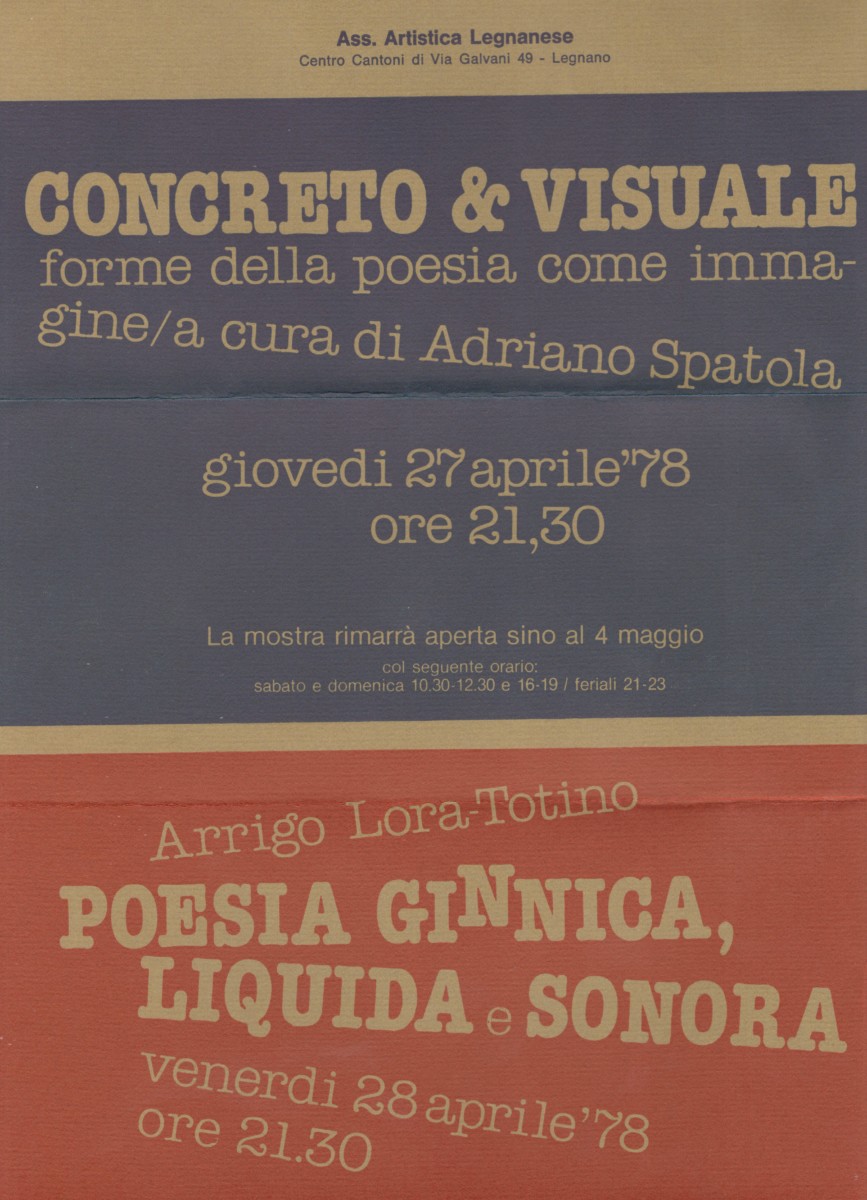 Ass. Artistica Legnanese
Centro Cantoni di Via Galvani 49 - Legnano
CONCRETO & VISUALE
forme della poesia come imma-
gine/a cura di Adriano Spatola
giovedi 27 aprile '78
ore 21,30
La mostra rimarrà aperta sino al 4 maggio
col seguente orario:
sabato e domenica 10.30-12.30 e 16-19 / feriali 21-23
Arrigo Lora-Totino
POESIA GINNICA,
LIQUIDA e SONORA
venerdi 28 aprile '78
ore 21.30